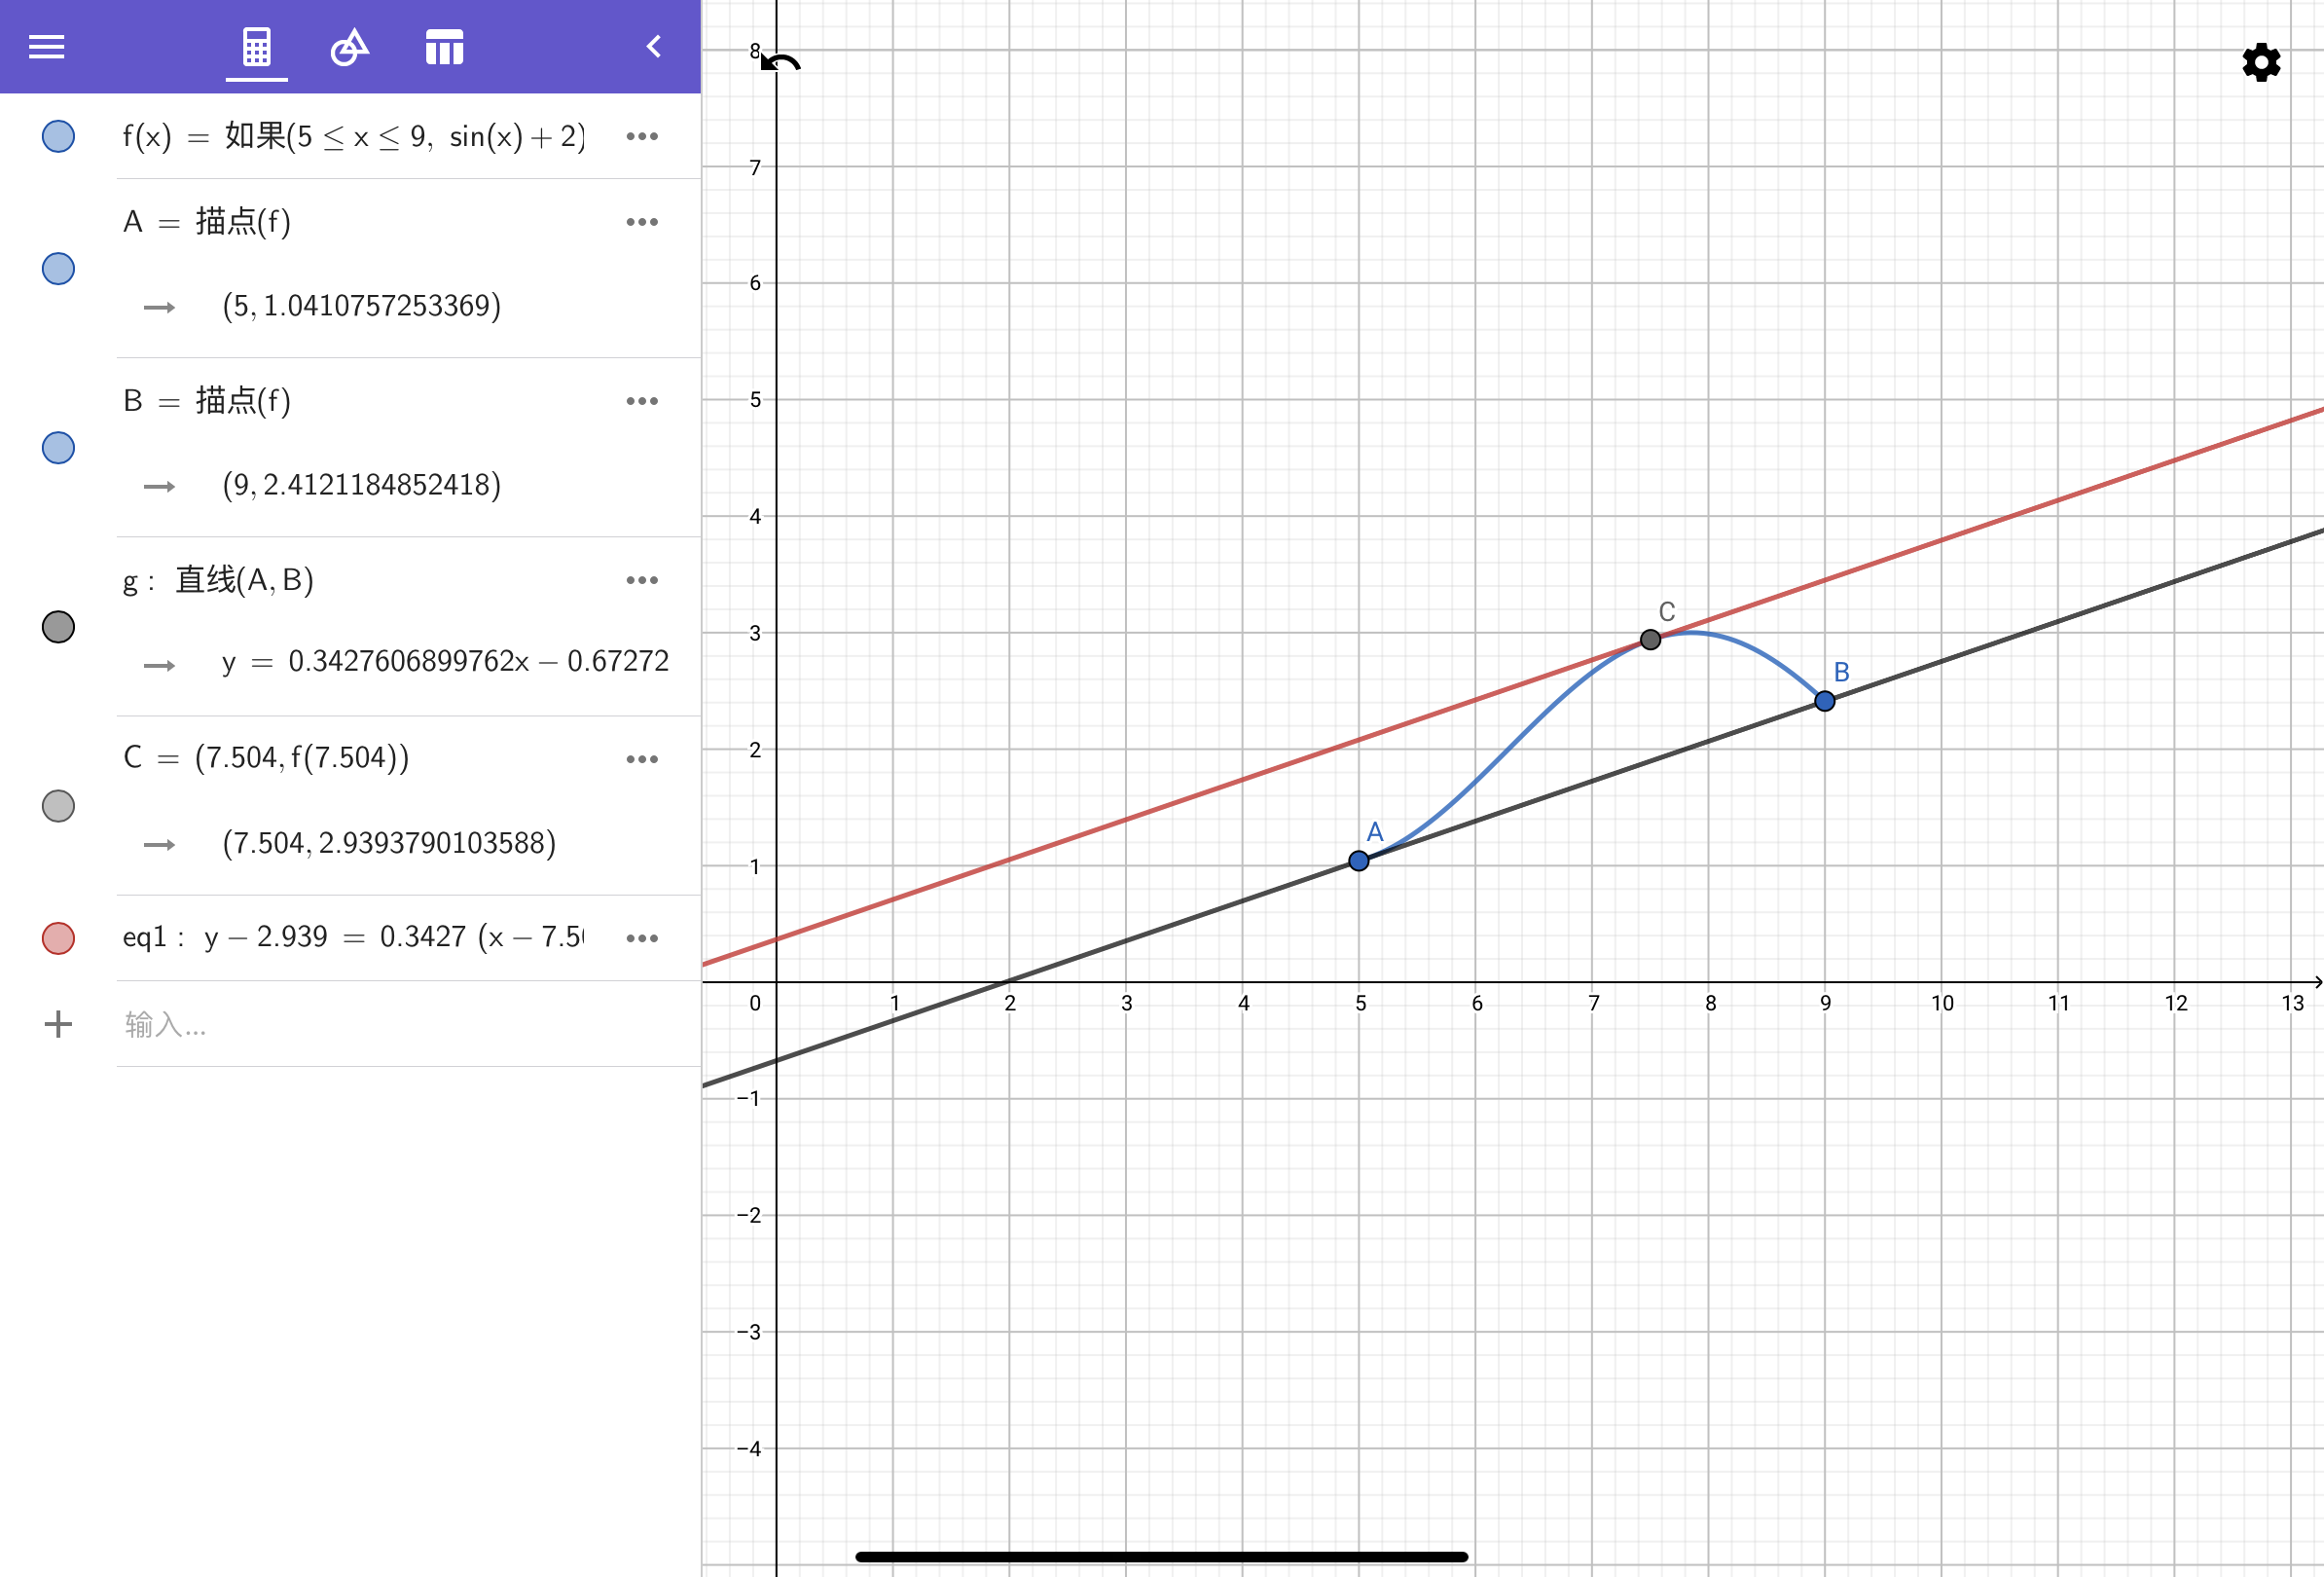 f(x) = 如果(5 ≤ x ≤ 9, sin(x) + 2)
A = 描点(f)
→ (5, 1.0410757253369)
B = 描点(f)
→ (9, 2.4121184852418)
g : 直线(A, B)
→ y = 0.3427606899762x − 0.67272
C = (7.504, f(7.504))
→ (7.504, 2.9393790103588)
eq1 : y − 2.939 = 0.3427 (x − 7.5
输入...
8
7
6
5
4
3
2
1
0
−1
−2
−3
−4
1 2 3 4 5 6 7 8 9 10 11 12 13
A
B
C